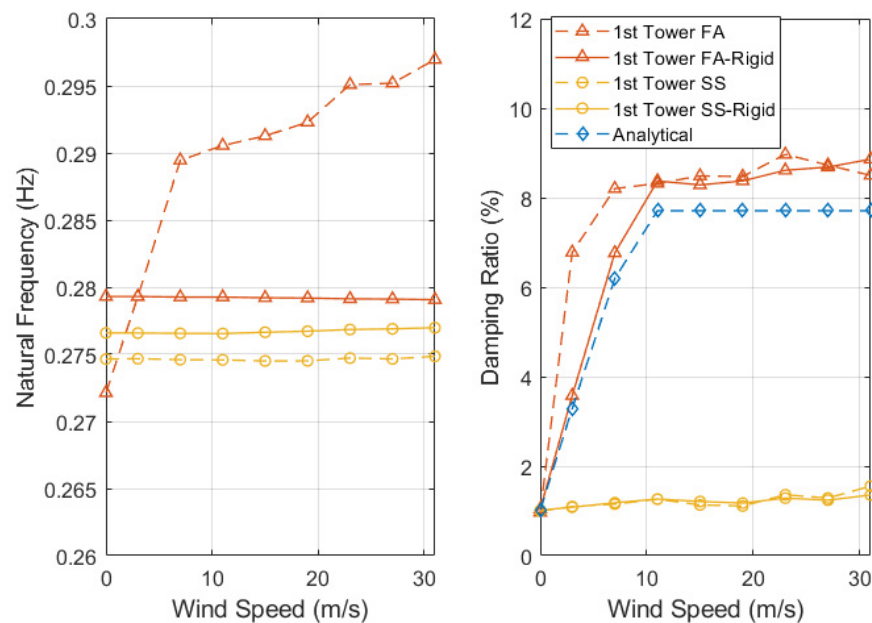 0.3
0.295
0.29
0.285
0.28
0.275
0.27
0.265
0.26
Natural Frequency (Hz)
0 10 20 30
Wind Speed (m/s)
12
10
8
6
4
2
0
Damping Ratio (%)
0 10 20 30
Wind Speed (m/s)
1st Tower FA
1st Tower FA-Rigid
1st Tower SS
1st Tower SS-Rigid
Analytical